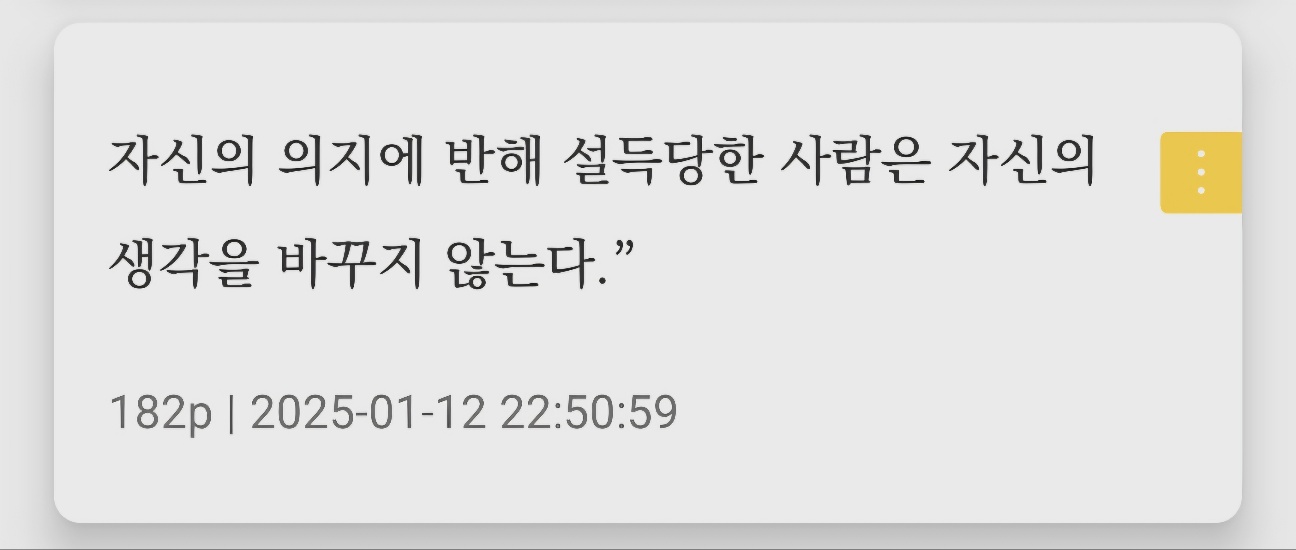 자신의 의지에 반해 설득당한 사람은 자신의
생각을 바꾸지 않는다.”
182p | 2025-01-12 22:50:59